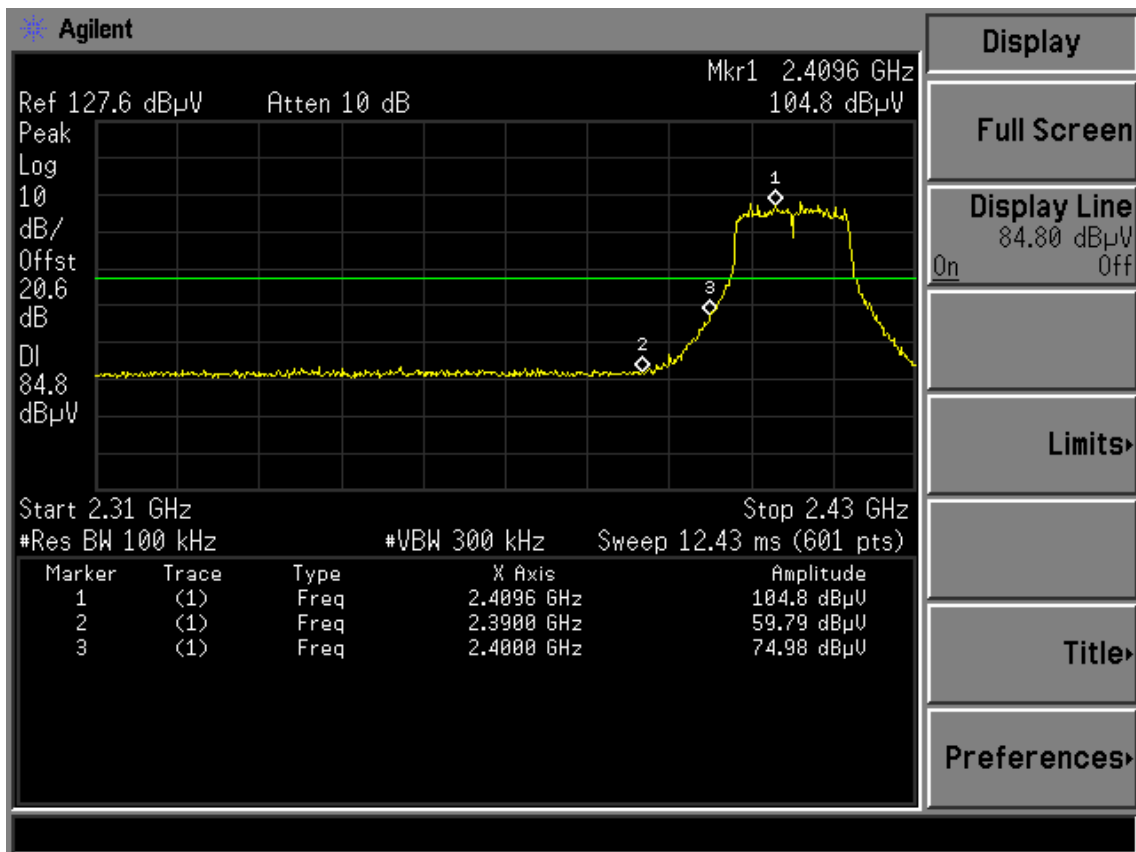 Agilent
Display
Mkr1 2.4096 GHz
Ref 127.6 dBµV Atten 10 dB 104.8 dBµV
Peak
Log
10
dB/
Offst
20.6
dB
DI
84.8
dBµV
1
2
3
Start 2.31 GHz Stop 2.43 GHz
#Res BW 100 kHz #VBW 300 kHz Sweep 12.43 ms (601 pts)
Marker Trace Type X Axis Amplitude
1 (1) Freq 2.4096 GHz 104.8 dBµV
2 (1) Freq 2.3900 GHz 59.79 dBµV
3 (1) Freq 2.4000 GHz 74.98 dBµV
Full Screen
Display Line
84.80 dBµV
On Off
Limits
Title
Preferences